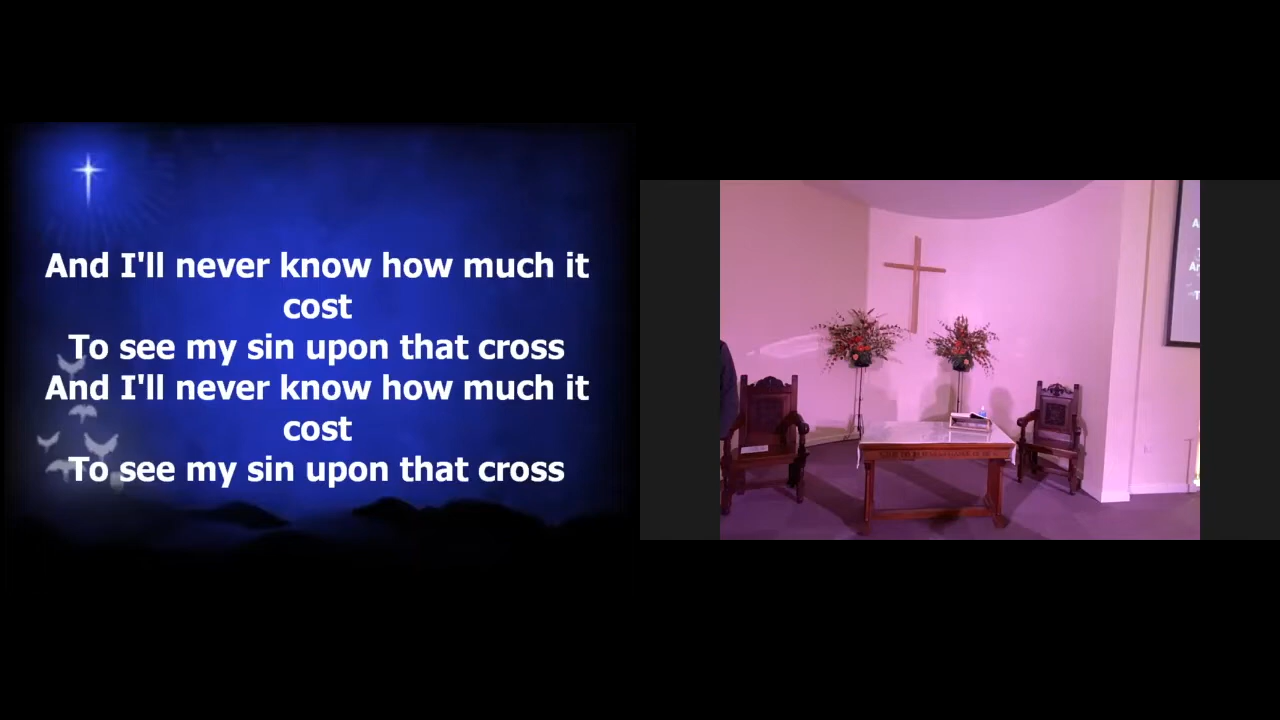 And I'll never know how much it
cost
To see my sin upon that cross
And I'll never know how much it
cost
To see my sin upon that cross